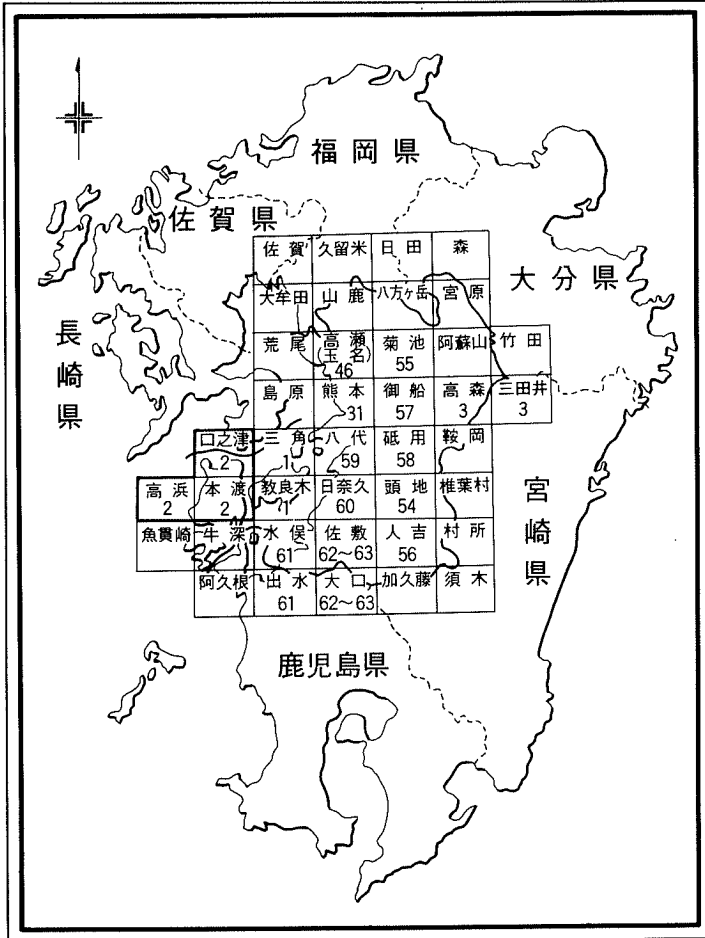 福岡県
佐賀県
大分県
長崎県
宮崎県
鹿児島県
佐賀 久留米 日田 森
大牟田 山鹿 八方ヶ岳 宮原
荒尾 高瀬 菊池 阿蘇山 竹田
(玉名) 55
46
島原 熊本 御船 高森 三田井
31 57 3 3
口之津 三角 八代 砥用 鞍岡
2 1 59 58
高浜 本渡 教良木 日奈久 頭地 椎葉村
2 2 1 60 54
魚貫崎 牛深 水俣 佐敷 人吉 村所
61 62~63 56
阿久根 出水 大口 加久藤 須木
61 62~63